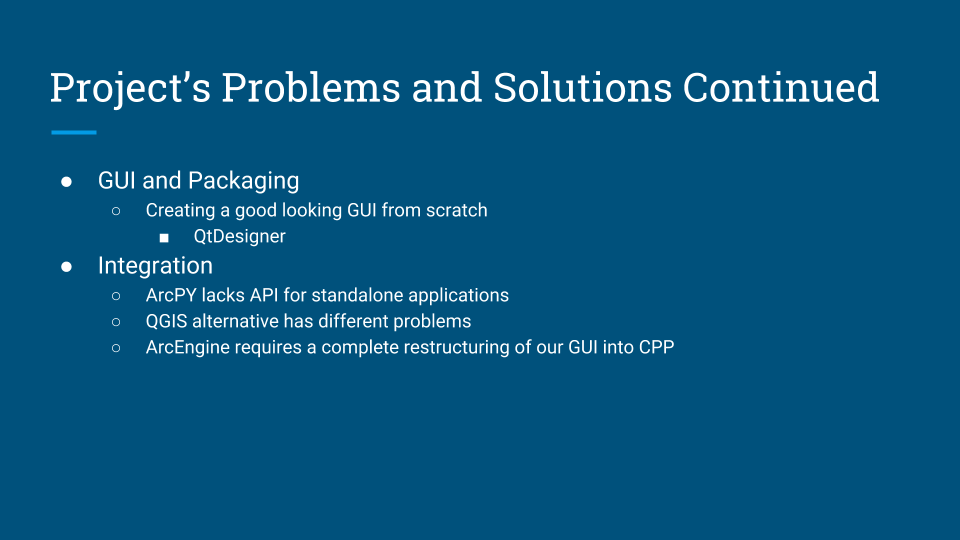 Project’s Problems and Solutions Continued
● GUI and Packaging
○ Creating a good looking GUI from scratch
■ QtDesigner
● Integration
○ ArcPY lacks API for standalone applications
○ QGIS alternative has different problems
○ ArcEngine requires a complete restructuring of our GUI into CPP